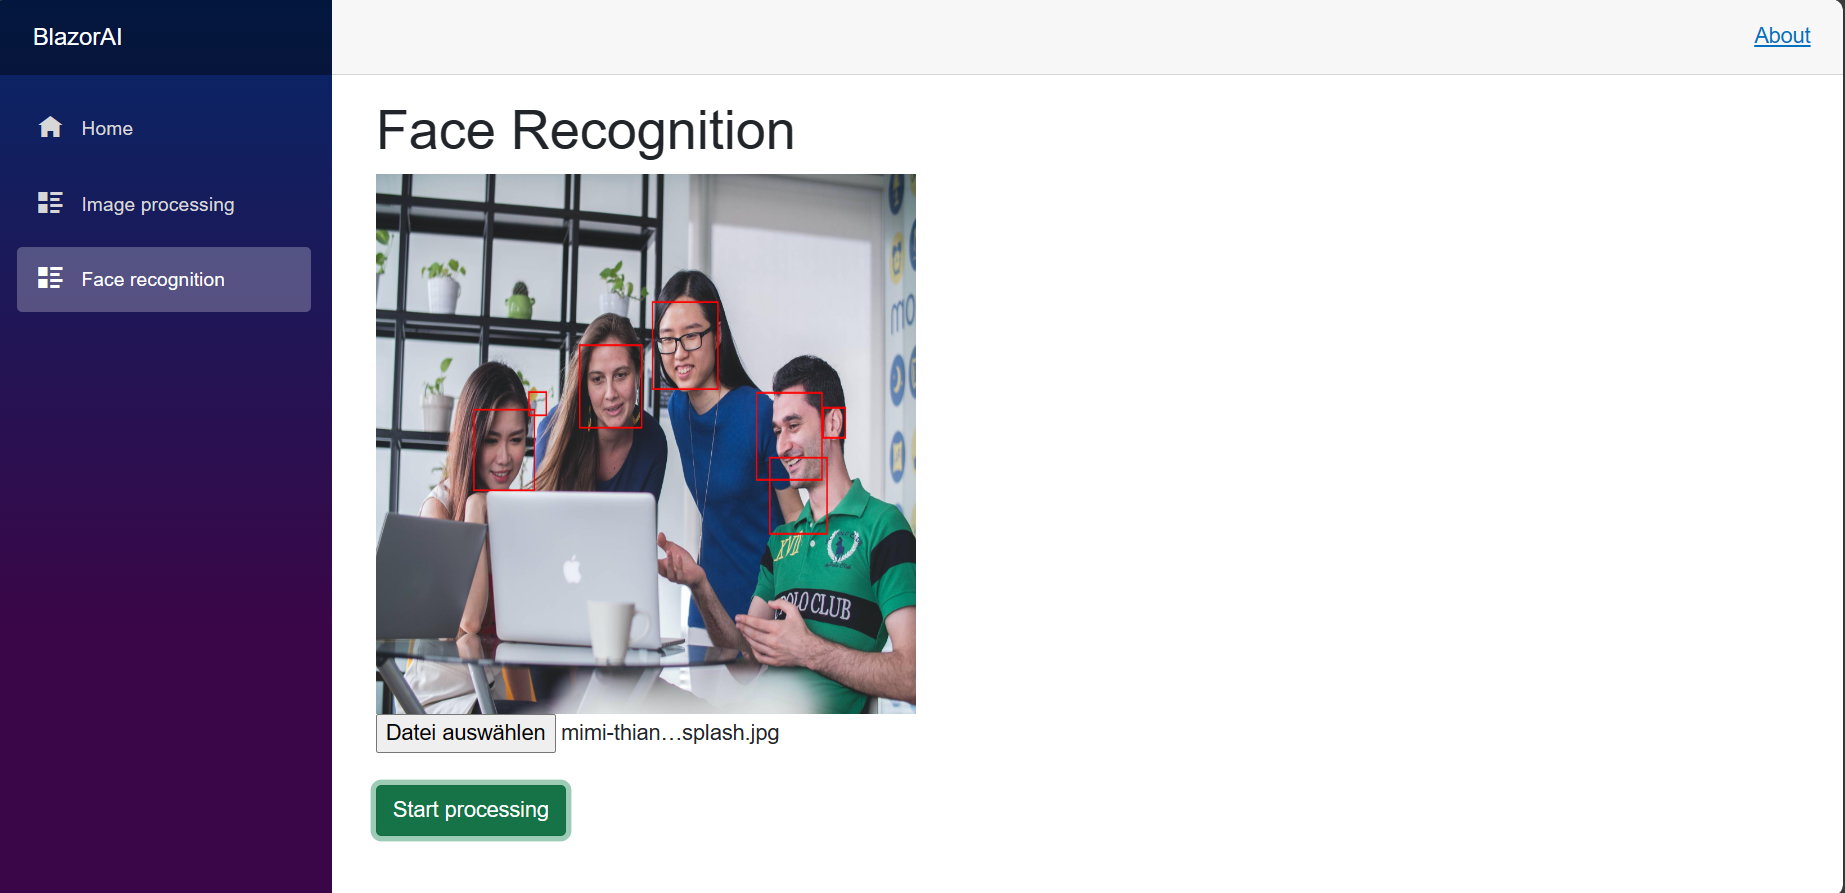 BlazorAI
About
Home
Image processing
Face recognition
Face Recognition
XVII
POLO CLUB
Datei auswählen mimi-thian...splash.jpg
Start processing